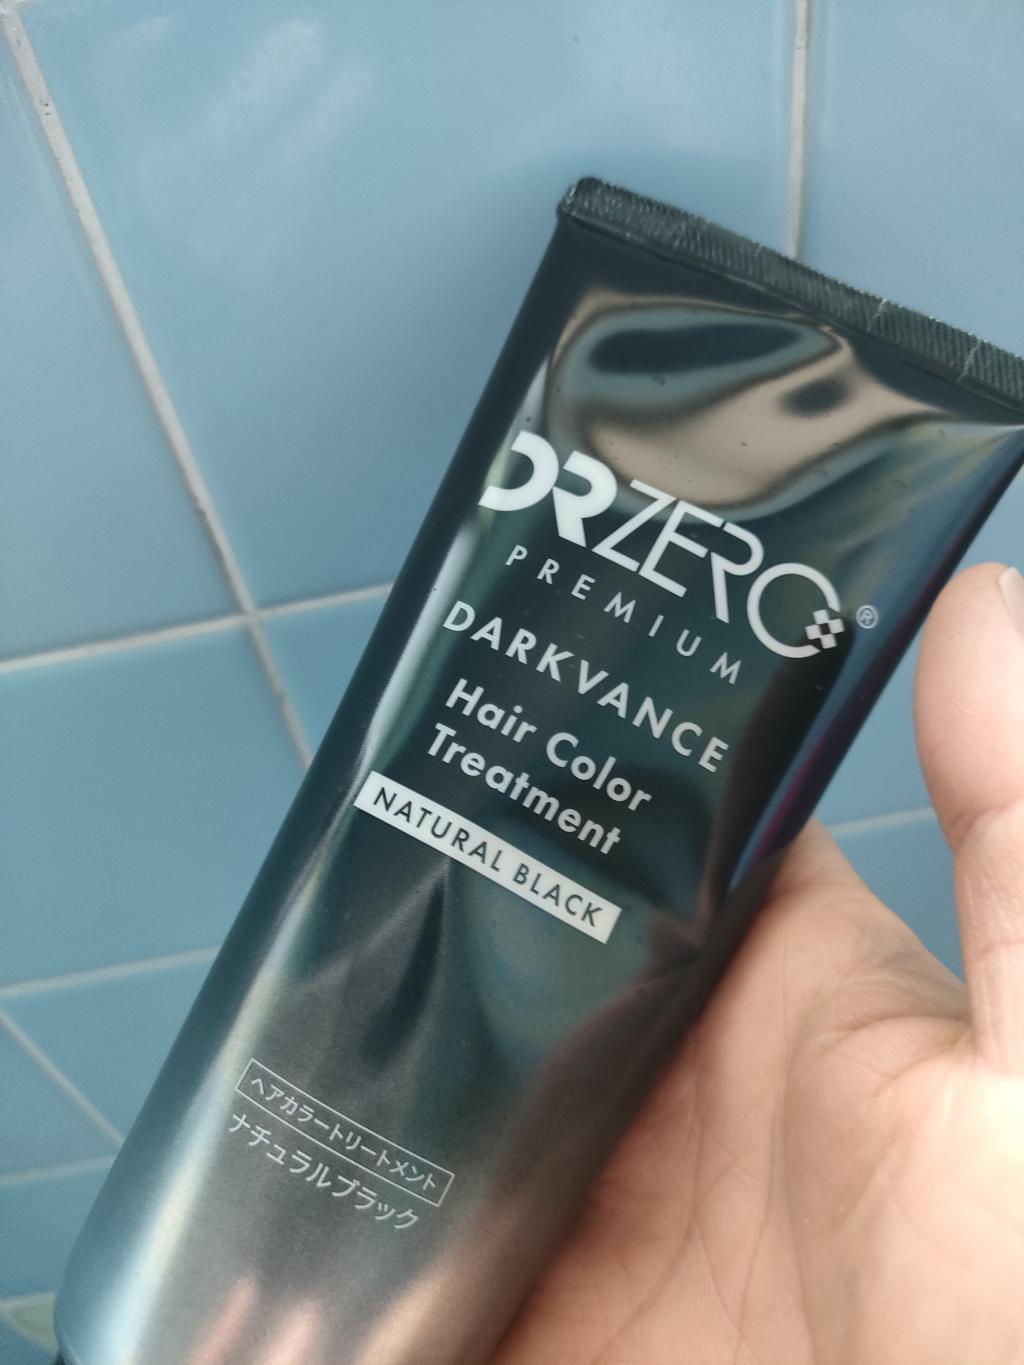 DRZERO®
PREMIUM
DARKVANCE
Hair Color
Treatment
NATURAL BLACK
ヘアカラートリートメント
ナチュラルブラック